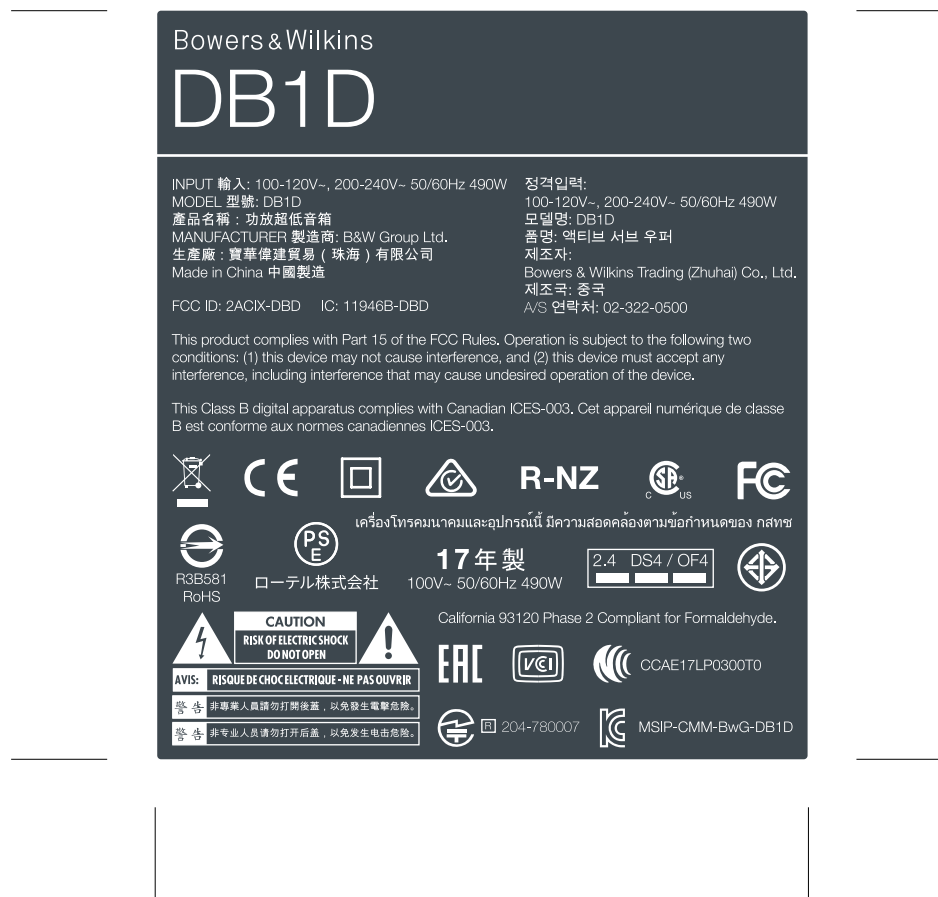 Bowers & Wilkins
DB1D
INPUT 輸入: 100-120V~, 200-240V~ 50/60Hz 490W
MODEL 型號: DB1D
產品名稱：功放超低音箱
MANUFACTURER 製造商: B&W Group Ltd.
生產廠：寶華偉建貿易（珠海）有限公司
Made in China 中國製造
FCC ID: 2ACIX-DBD IC: 11946B-DBD
정격입력:
100-120V~, 200-240V~ 50/60Hz 490W
모델명: DB1D
품명: 액티브 서브 우퍼
제조자:
Bowers & Wilkins Trading (Zhuhai) Co., Ltd.
제조국: 중국
A/S 연락처: 02-322-0500
This product complies with Part 15 of the FCC Rules. Operation is subject to the following two
conditions: (1) this device may not cause interference, and (2) this device must accept any
interference, including interference that may cause undesired operation of the device.
This Class B digital apparatus complies with Canadian ICES-003. Cet appareil numérique de classe
B est conforme aux normes canadiennes ICES-003.
CE R-NZ C SA® US FC
เครื่องโทรคมนาคมและอุปกรณ์นี้ มีความสอดคล้องตามข้อกำหนดของ กสทช
R3B581
RoHS
PS
E
ローテル株式会社
17年製
100V~ 50/60Hz 490W
2.4 DS4 / OF4
California 93120 Phase 2 Compliant for Formaldehyde.
CAUTION
RISK OF ELECTRIC SHOCK
DO NOT OPEN
AVIS: RISQUE DE CHOC ELECTRIQUE - NE PAS OUVRIR
警告 非專業人員請勿打開後蓋，以免發生電擊危險。
警告 非专业人员请勿打开后盖，以免发生电击危险。
EAC VCI CCAE17LP0300T0
R 204-780007 MSIP-CMM-BwG-DB1D